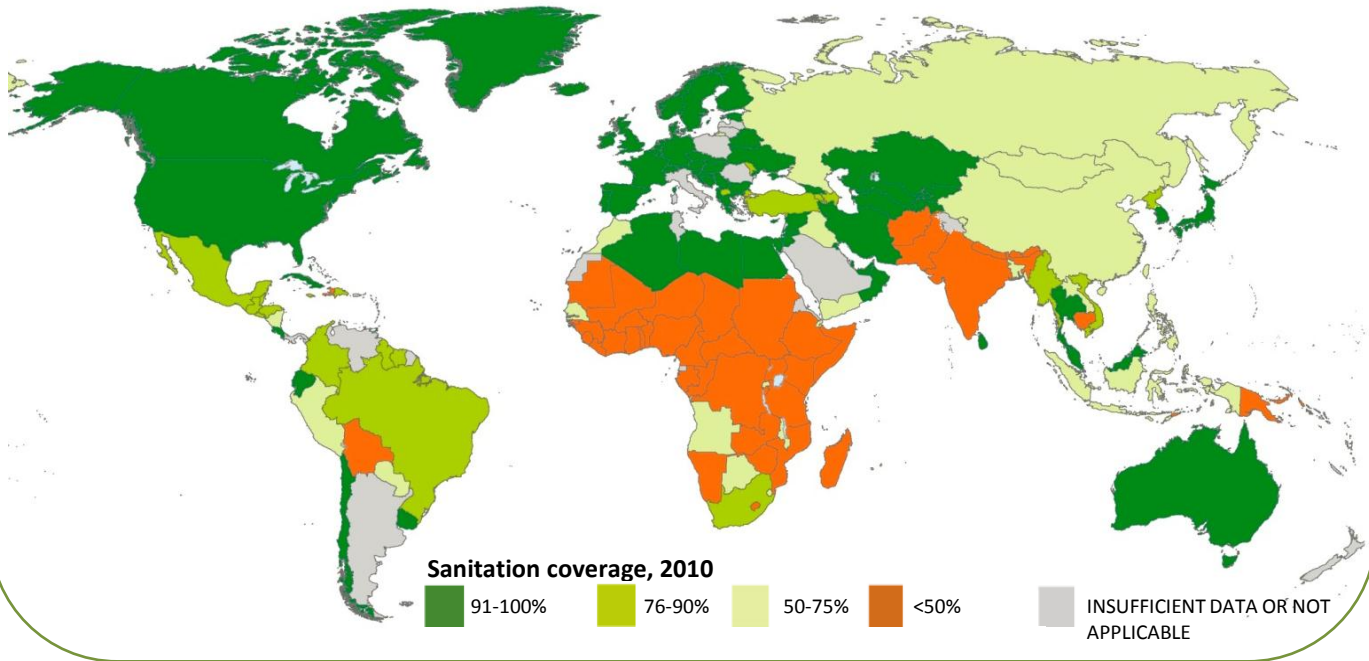 Sanitation coverage, 2010
91-100%
76-90%
50-75%
<50%
INSUFFICIENT DATA OR NOT
APPLICABLE